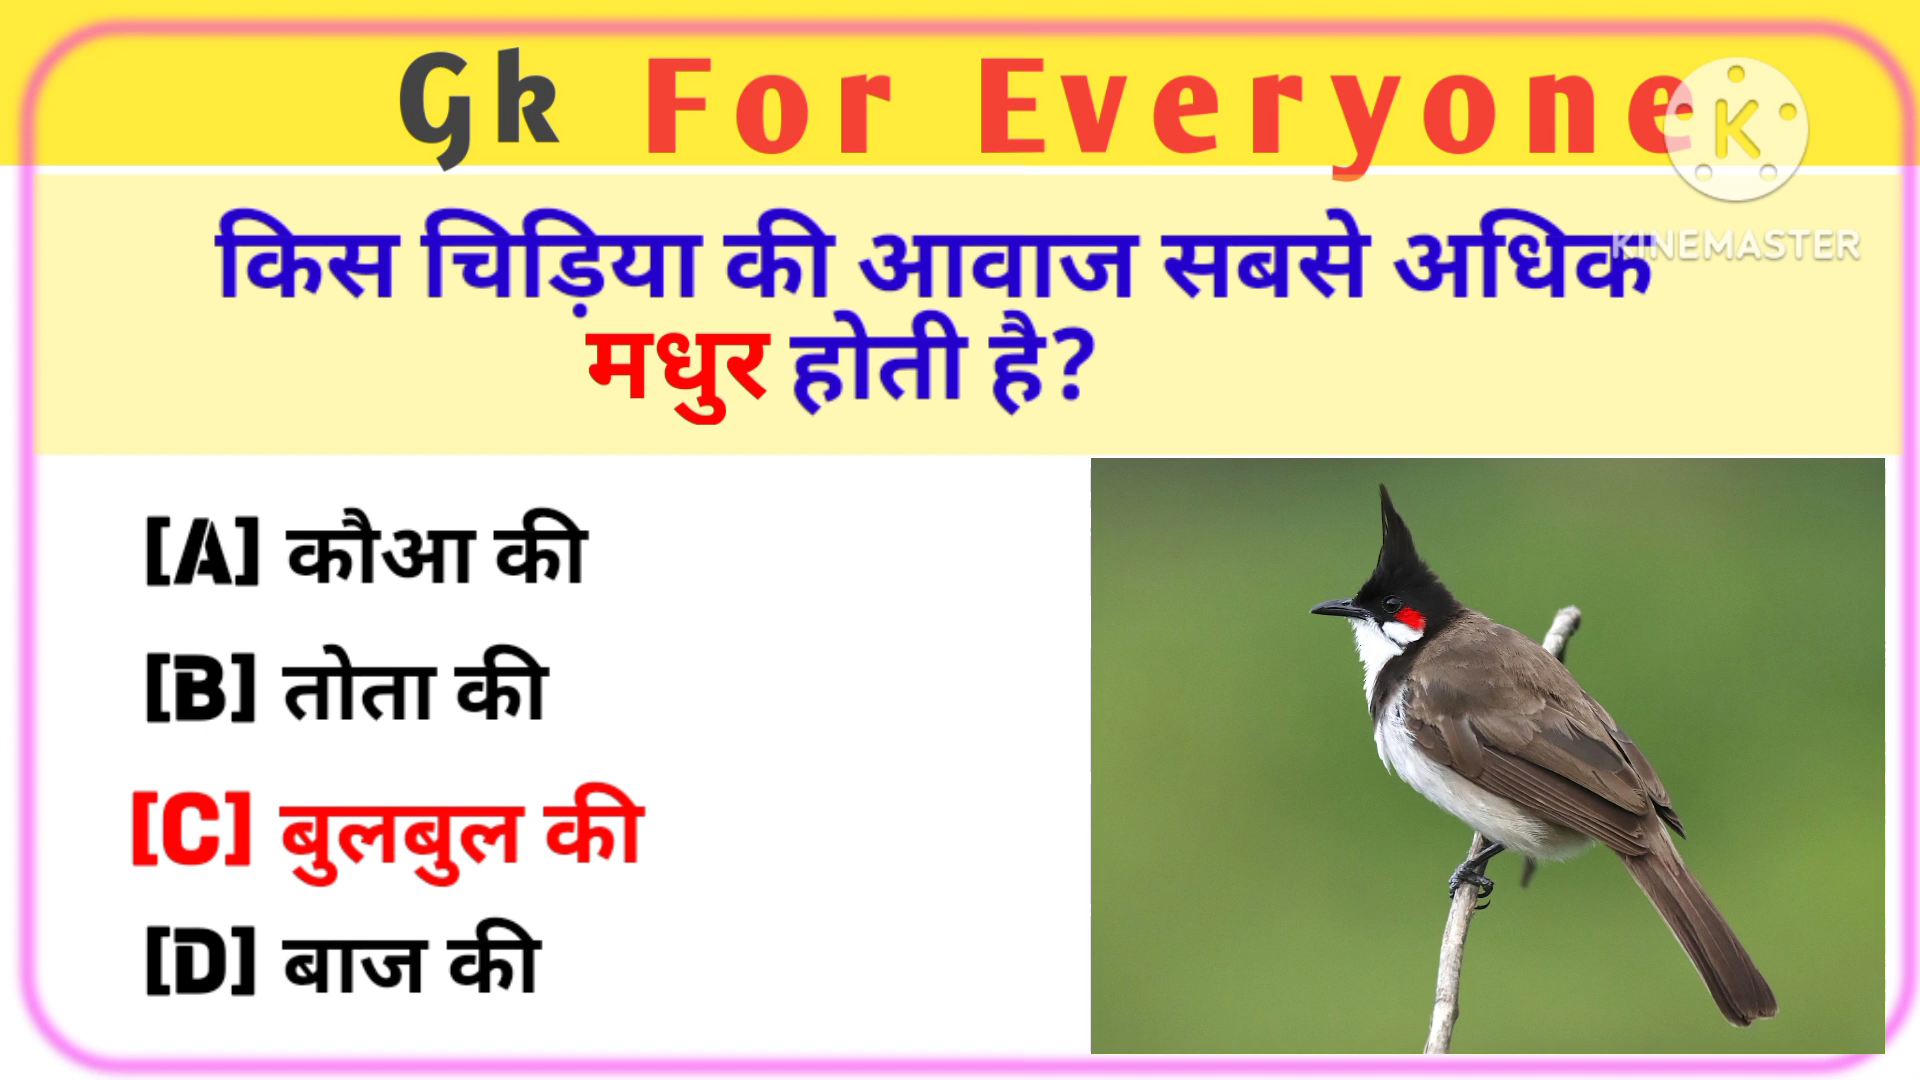 Gk For Everyone
किस चिड़िया की आवाज सबसे अधिक
KINEMASTER
मधुर होती है?
[A] कौआ की
[B] तोता की
[C] बुलबुल की
[D] बाज की